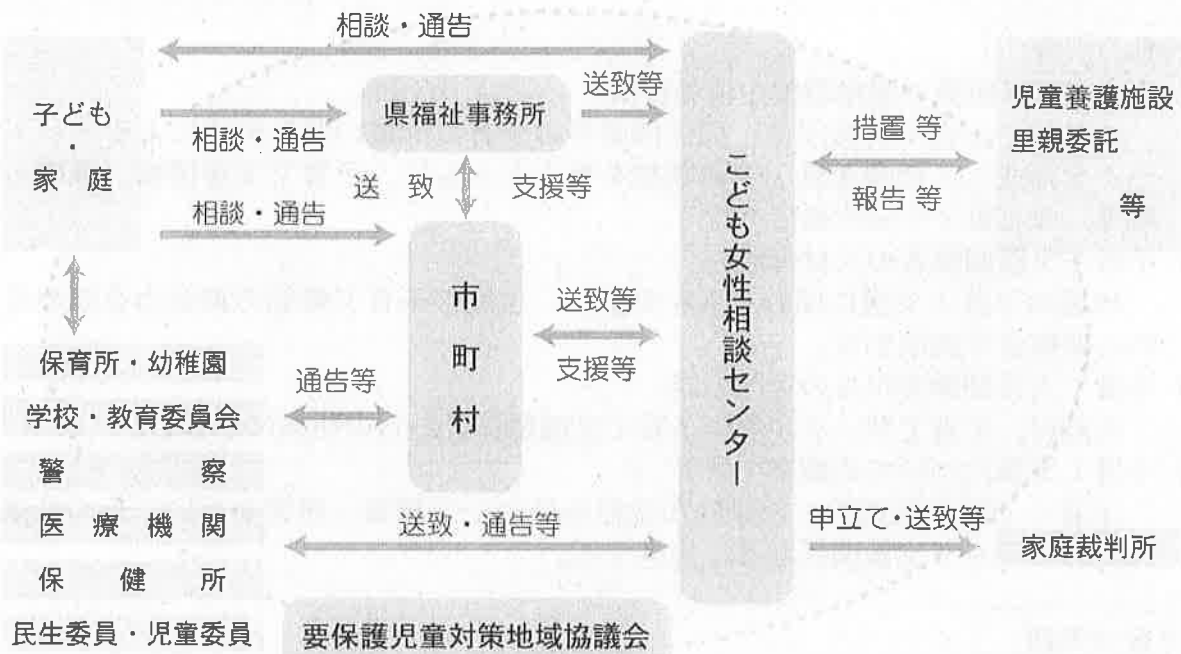 相談・通告
子ども
・
家庭
相談・通告
県福祉事務所
送致等
児童養護施設
里親委託
等
措置 等
報告 等
送 致
支援等
相談・通告
市町村
送致等
支援等
こども女性相談センター
保育所・幼稚園
学校・教育委員会
警察
医療機関
保健所
民生委員・児童委員
通告等
送致・通告等
申立て・送致等
家庭裁判所
要保護児童対策地域協議会